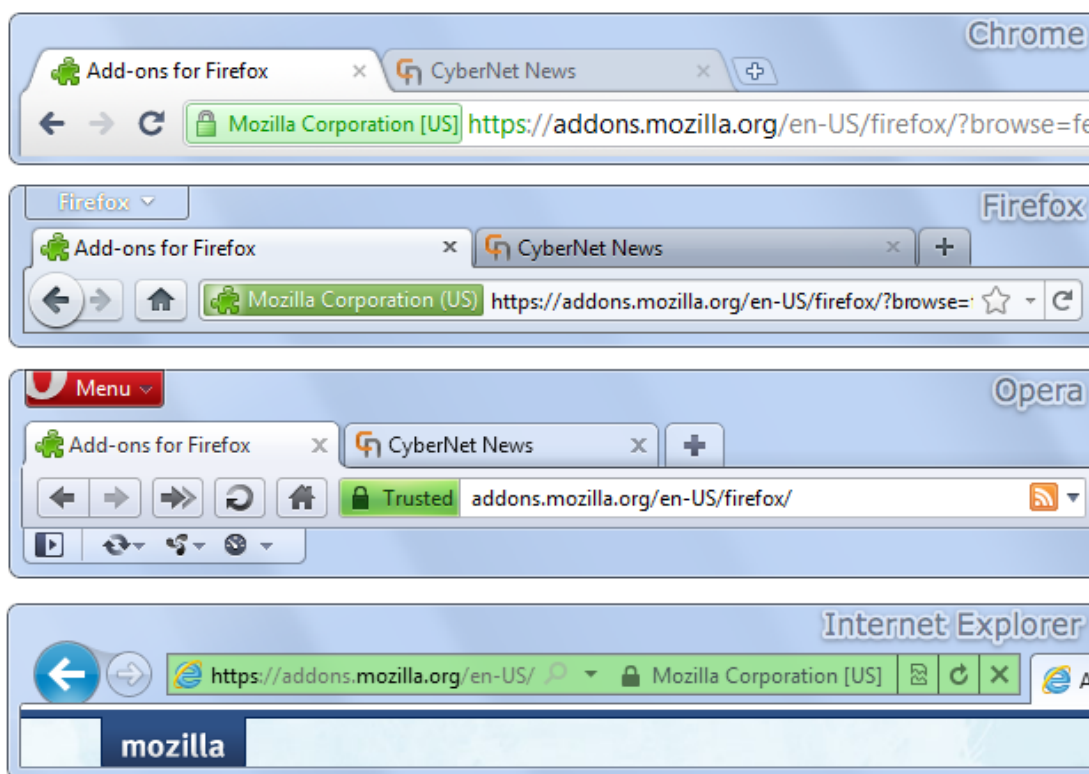 Chrome
Add-ons for Firefox CyberNet News
Mozilla Corporation [US] https://addons.mozilla.org/en-US/firefox/?browse=fe
Firefox Firefox
Add-ons for Firefox CyberNet News
Mozilla Corporation (US) https://addons.mozilla.org/en-US/firefox/?browse=
Menu Opera
Add-ons for Firefox CyberNet News
Trusted addons.mozilla.org/en-US/firefox/
Internet Explorer
https://addons.mozilla.org/en-US/ Mozilla Corporation [US] A
mozilla